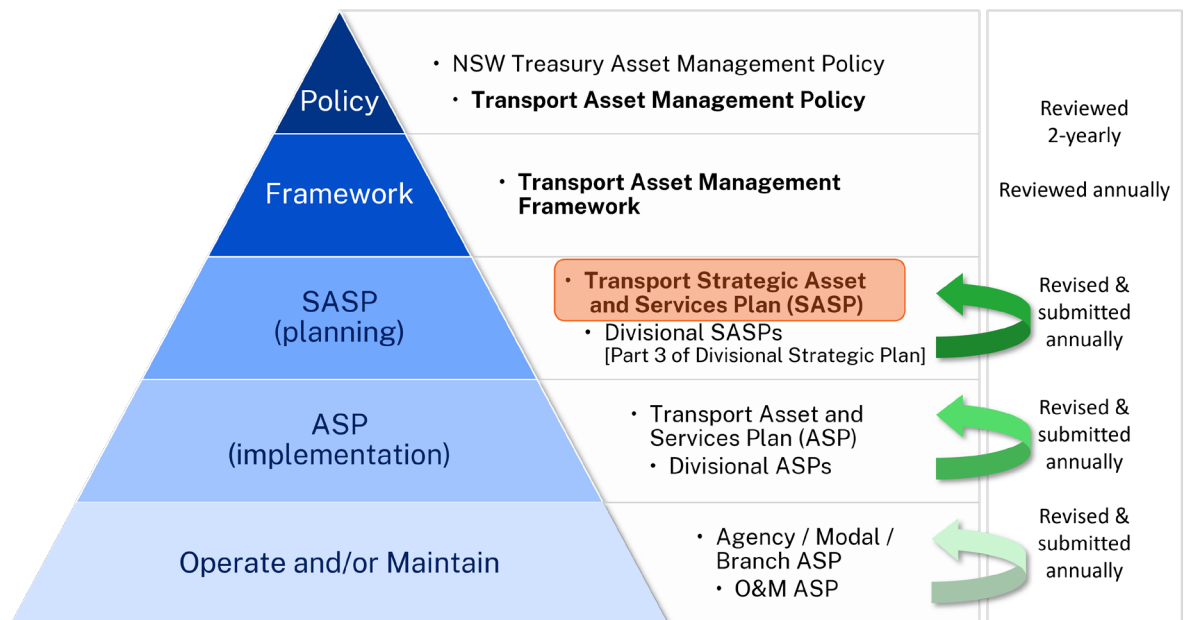 Policy
• NSW Treasury Asset Management Policy
• Transport Asset Management Policy
Reviewed
2-yearly
Framework
• Transport Asset Management
Framework
Reviewed annually
SASP
(planning)
• Transport Strategic Asset
and Services Plan (SASP)
• Divisional SASPs
[Part 3 of Divisional Strategic Plan]
Revised &
submitted
annually
ASP
(implementation)
• Transport Asset and
Services Plan (ASP)
• Divisional ASPs
Revised &
submitted
annually
Operate and/or Maintain
• Agency / Modal /
Branch ASP
• O&M ASP
Revised &
submitted
annually